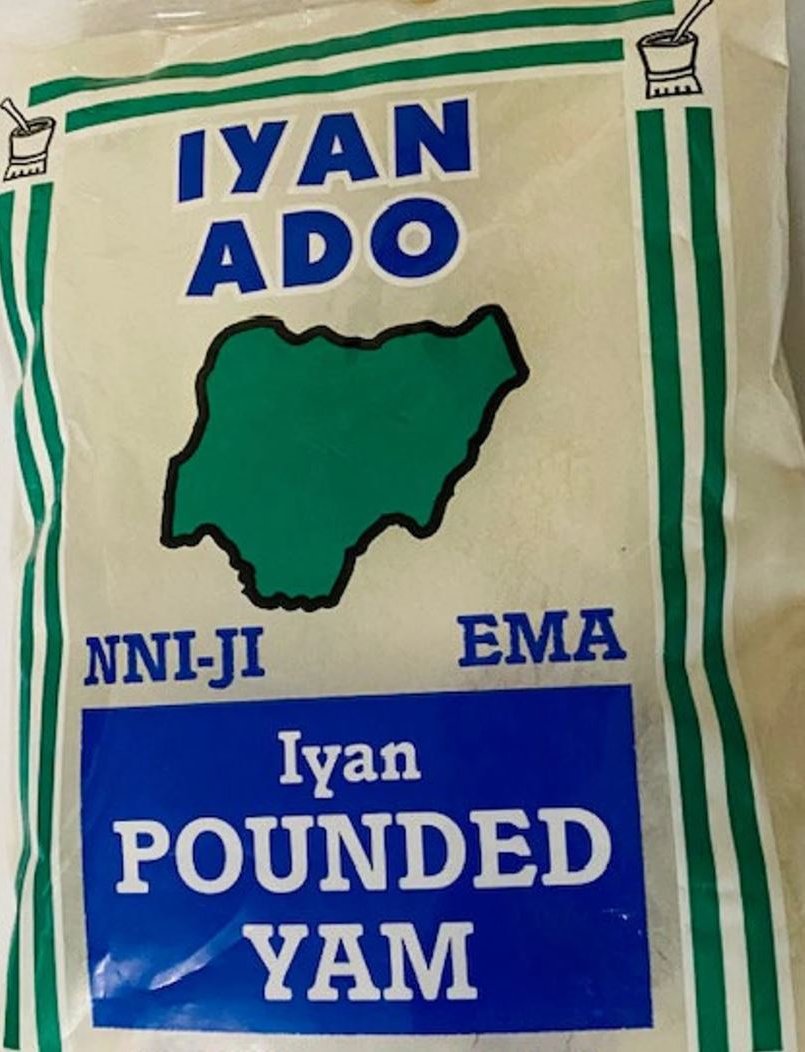 IYAN
ADO
NNI-JI EMA
Iyan
POUNDED
YAM